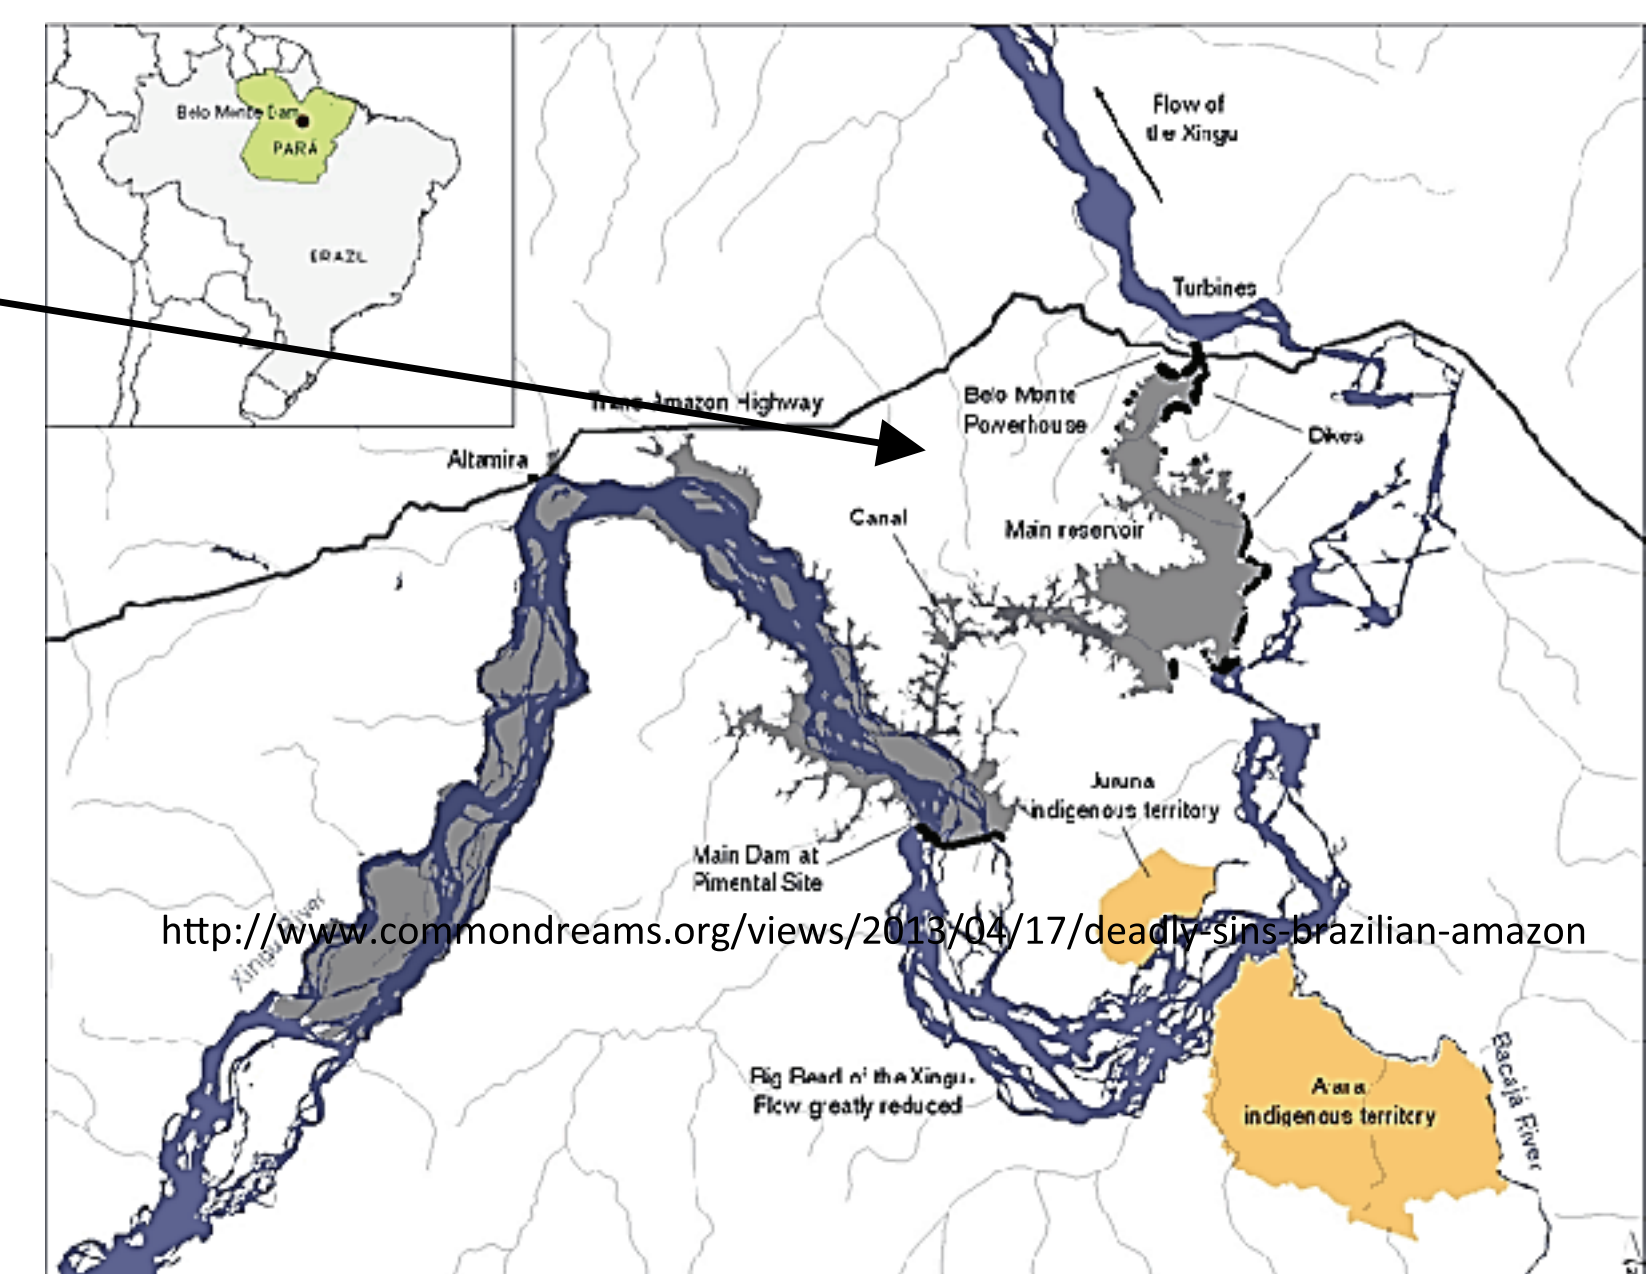 Belo Monte Dam
PARÁ
BRAZIL
Flow of
the Xingu
Turbines
Trans-Amazon Highway
Belo Monte
Powerhouse
Dikes
Altamira
Canal
Main reservoir
Juruna
indigenous territory
Main Dam at
Pimental Site
Xingu River
http://www.commondreams.org/views/2013/04/17/deadly-sins-brazilian-amazon
Big Bend of the Xingu-
Flow greatly reduced
Arara
indigenous territory
Bacajá River